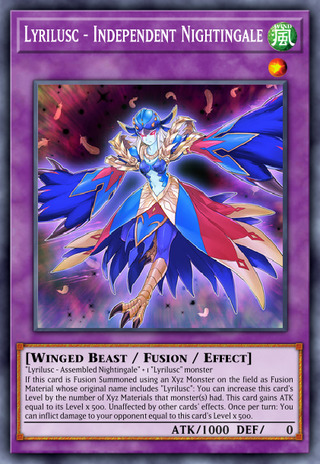 Lyrilusc - Independent Nightingale
WIND
風
[Winged Beast / Fusion / Effect]
"Lyrilusc - Assembled Nightingale" + 1 "Lyrilusc" monster
If this card is Fusion Summoned using an Xyz Monster on the field as Fusion
Material whose original name includes "Lyrilusc": You can increase this card's
Level by the number of Xyz Materials that monster(s) had. This card gains ATK
equal to its Level x 500. Unaffected by other cards' effects. Once per turn: You
can inflict damage to your opponent equal to this card's Level x 500.
ATK/1000 DEF/ 0